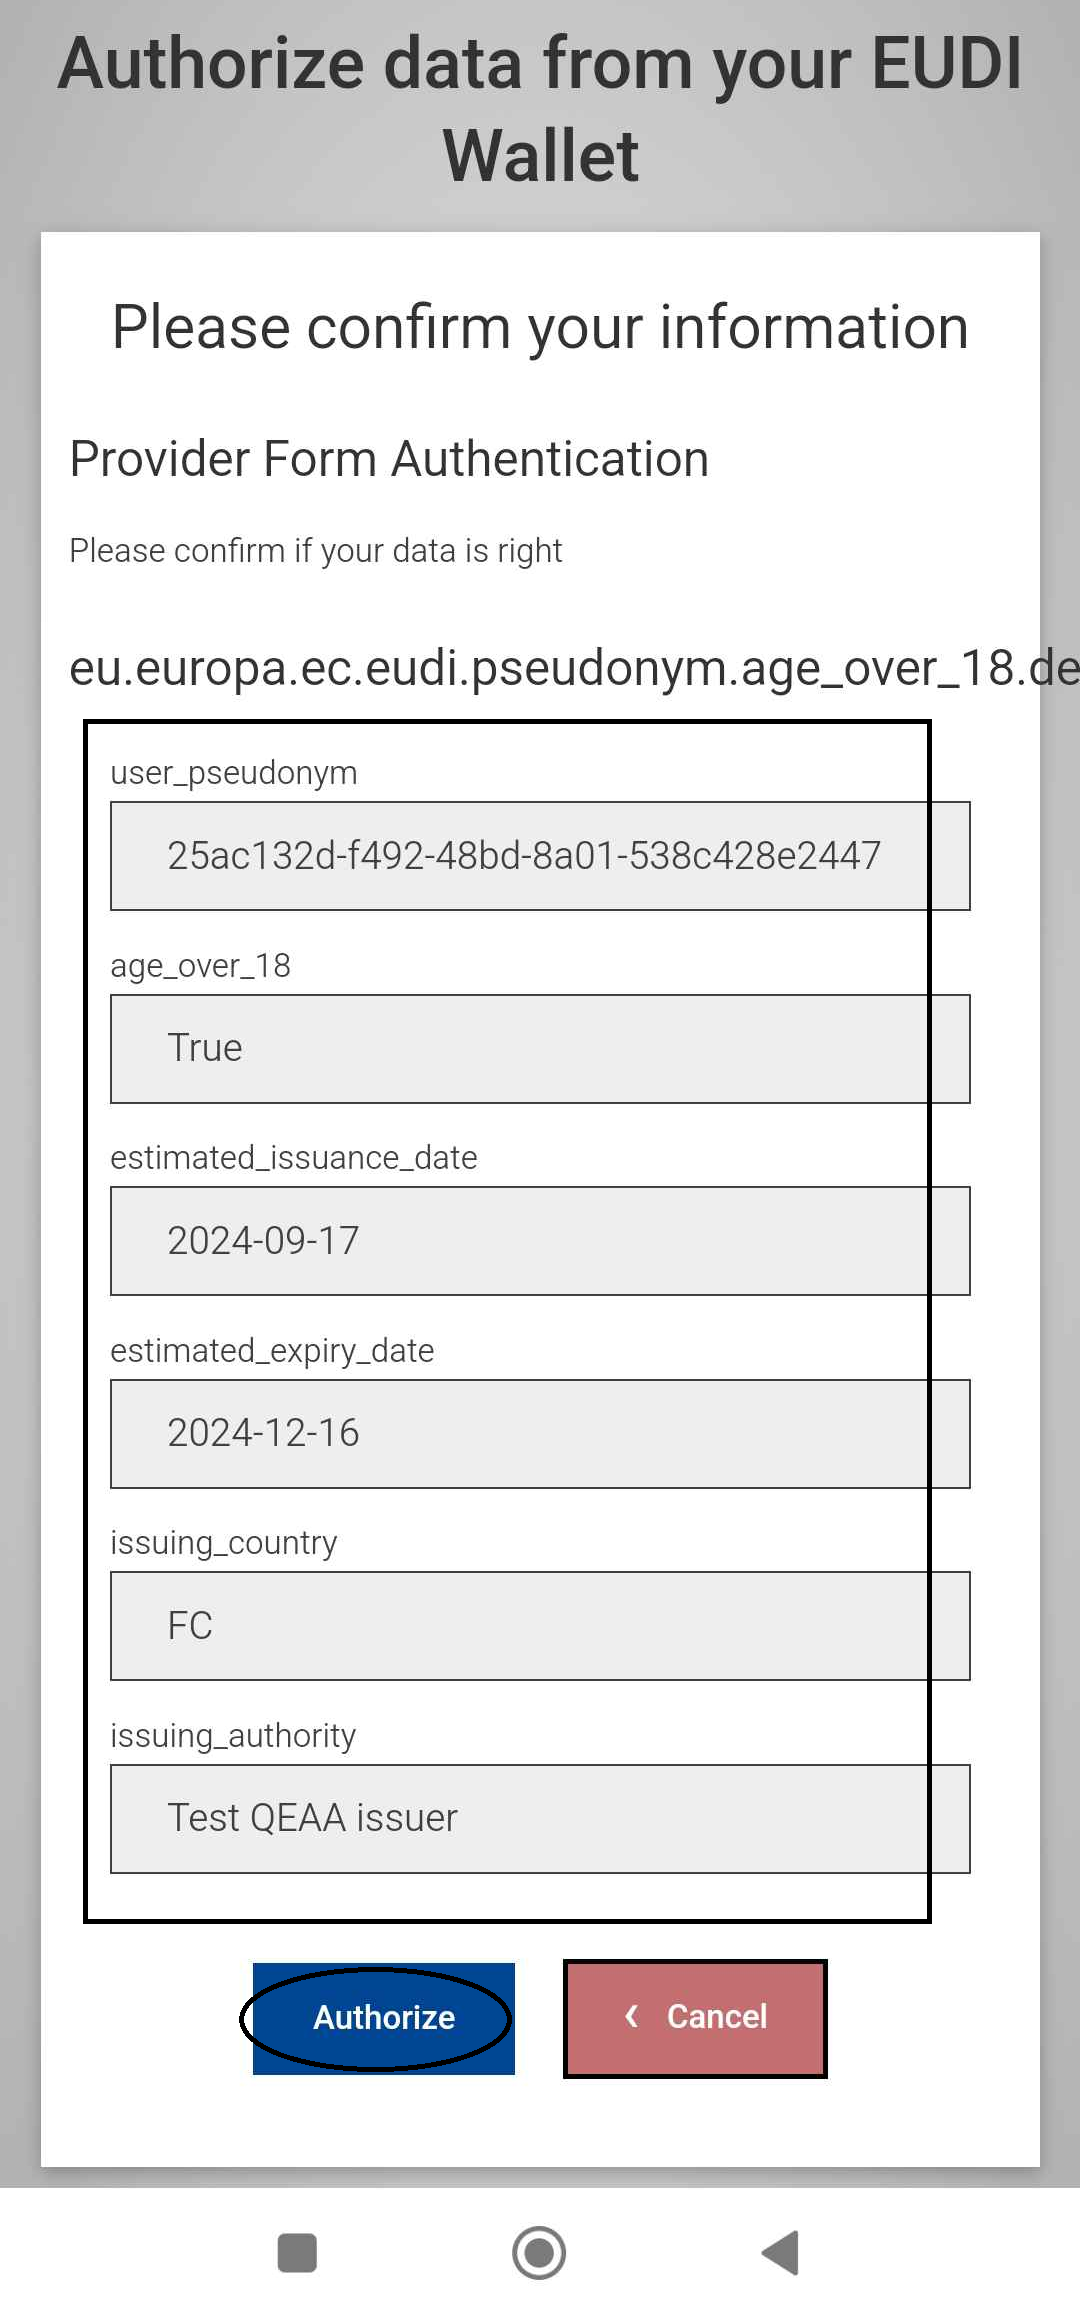 Authorize data from your EUDI
Wallet
Please confirm your information
Provider Form Authentication
Please confirm if your data is right
eu.europa.ec.eudi.pseudonym.age_over_18.de
user_pseudonym
25ac132d-f492-48bd-8a01-538c428e2447
age_over_18
True
estimated_issuance_date
2024-09-17
estimated_expiry_date
2024-12-16
issuing_country
FC
issuing_authority
Test QEAA issuer
Authorize
Cancel